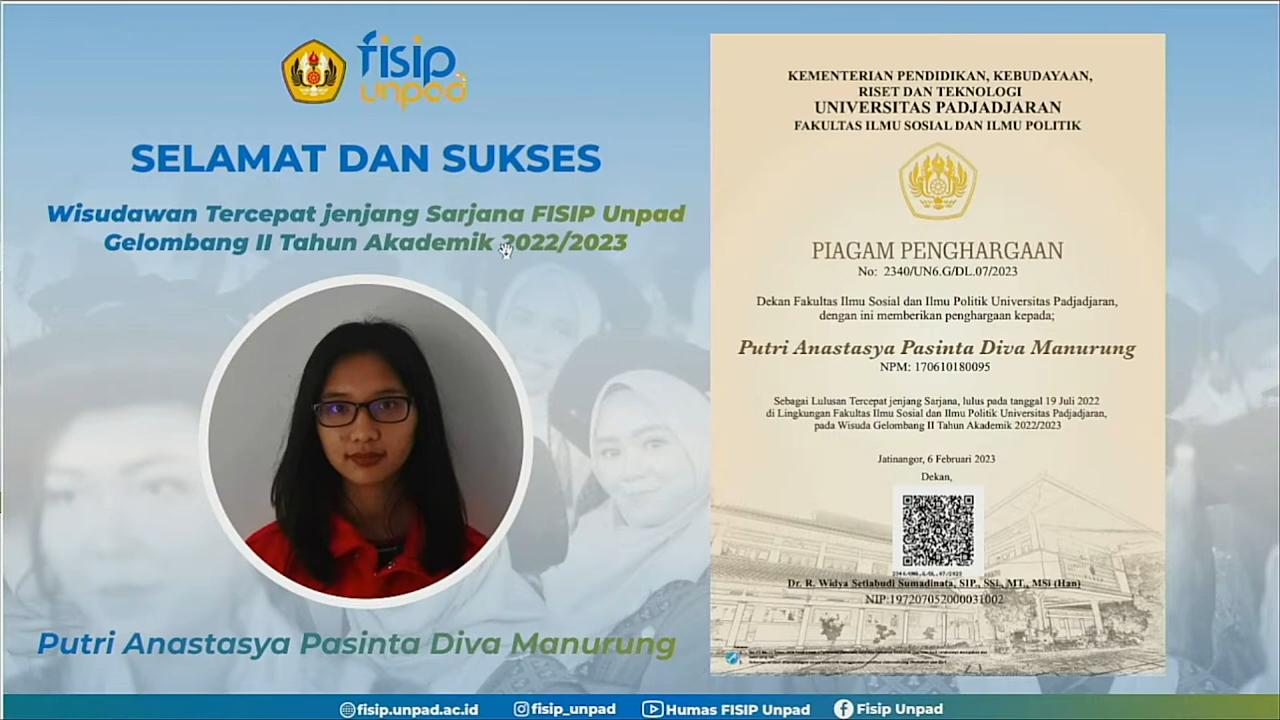 fisip
unpad
SELAMAT DAN SUKSES
Wisudawan Tercepat jenjang Sarjana FISIP Unpad
Gelombang II Tahun Akademik 2022/2023
Putri Anastasya Pasinta Diva Manurung
KEMENTERIAN PENDIDIKAN, KEBUDAYAAN,
RISET DAN TEKNOLOGI
UNIVERSITAS PADJADJARAN
FAKULTAS ILMU SOSIAL DAN ILMU POLITIK
PIAGAM PENGHARGAAN
No: 2340/UN6.G/DL.07/2023
Dekan Fakultas Ilmu Sosial dan Ilmu Politik Universitas Padjadjaran,
dengan ini memberikan penghargaan kepada;
Putri Anastasya Pasinta Diva Manurung
NPM: 170610180095
Sebagai Lulusan Tercepat jenjang Sarjana, lulus pada tanggal 19 Juli 2022
di Lingkungan Fakultas Ilmu Sosial dan Ilmu Politik Universitas Padjadjaran,
pada Wisuda Gelombang II Tahun Akademik 2022/2023
Jatinangor, 6 Februari 2023
Dekan,
2340/UN6.G/DL.07/2023
Dr. R. Widya Setiabudi Sumadinata, SIP., SSi., MT., MSi (Han)
NIP:197207052000031002
fisip.unpad.ac.id
fisip_unpad
Humas FISIP Unpad
Fisip Unpad